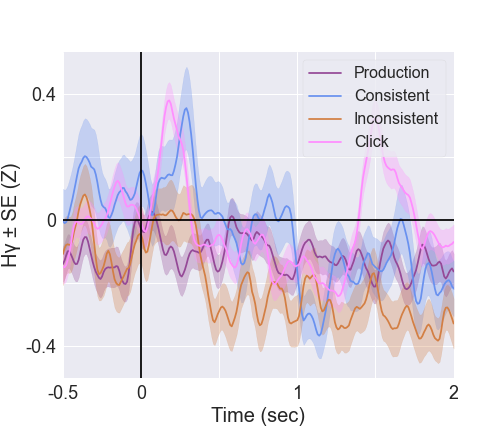 Production
Consistent
Inconsistent
Click
0.4
0
-0.4
Hγ ± SE (Z)
-0.5 0 1 2
Time (sec)